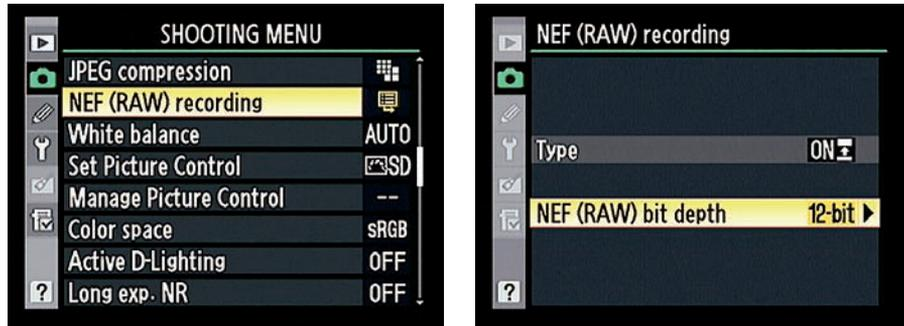 SHOOTING MENU
JPEG compression
NEF (RAW) recording
White balance AUTO
Set Picture Control SD
Manage Picture Control --
Color space sRGB
Active D-Lighting OFF
Long exp. NR OFF
?
NEF (RAW) recording
Type ON
NEF (RAW) bit depth 12-bit
?